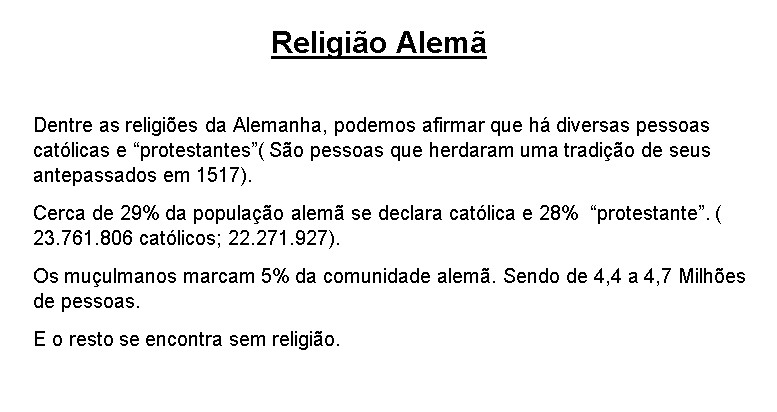 Religião Alemã
Dentre as religiões da Alemanha, podemos afirmar que há diversas pessoas
católicas e “protestantes”( São pessoas que herdaram uma tradição de seus
antepassados em 1517).
Cerca de 29% da população alemã se declara católica e 28%  “protestante”. (
23.761.806 católicos; 22.271.927).
Os muçulmanos marcam 5% da comunidade alemã. Sendo de 4,4 a 4,7 Milhões
de pessoas.
E o resto se encontra sem religião.